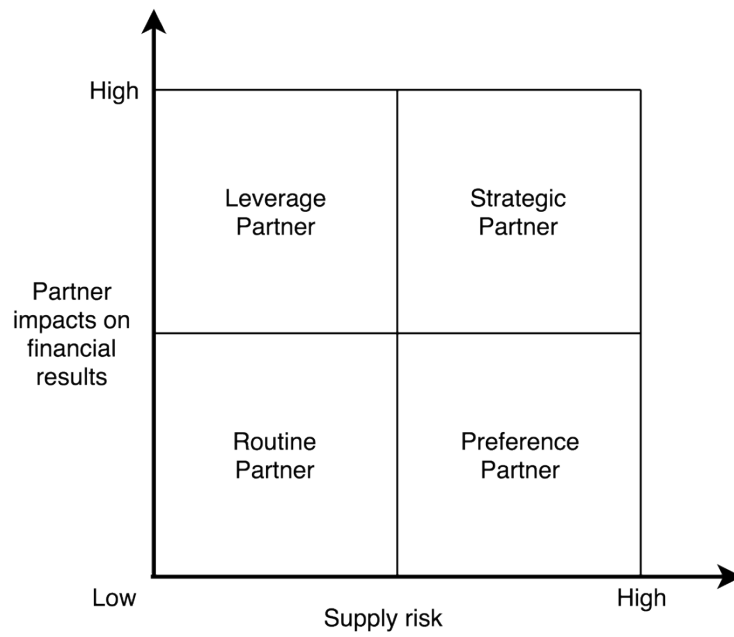 High
Leverage
Partner
Strategic
Partner
Partner
impacts on
financial
results
Routine
Partner
Preference
Partner
Low
High
Supply risk